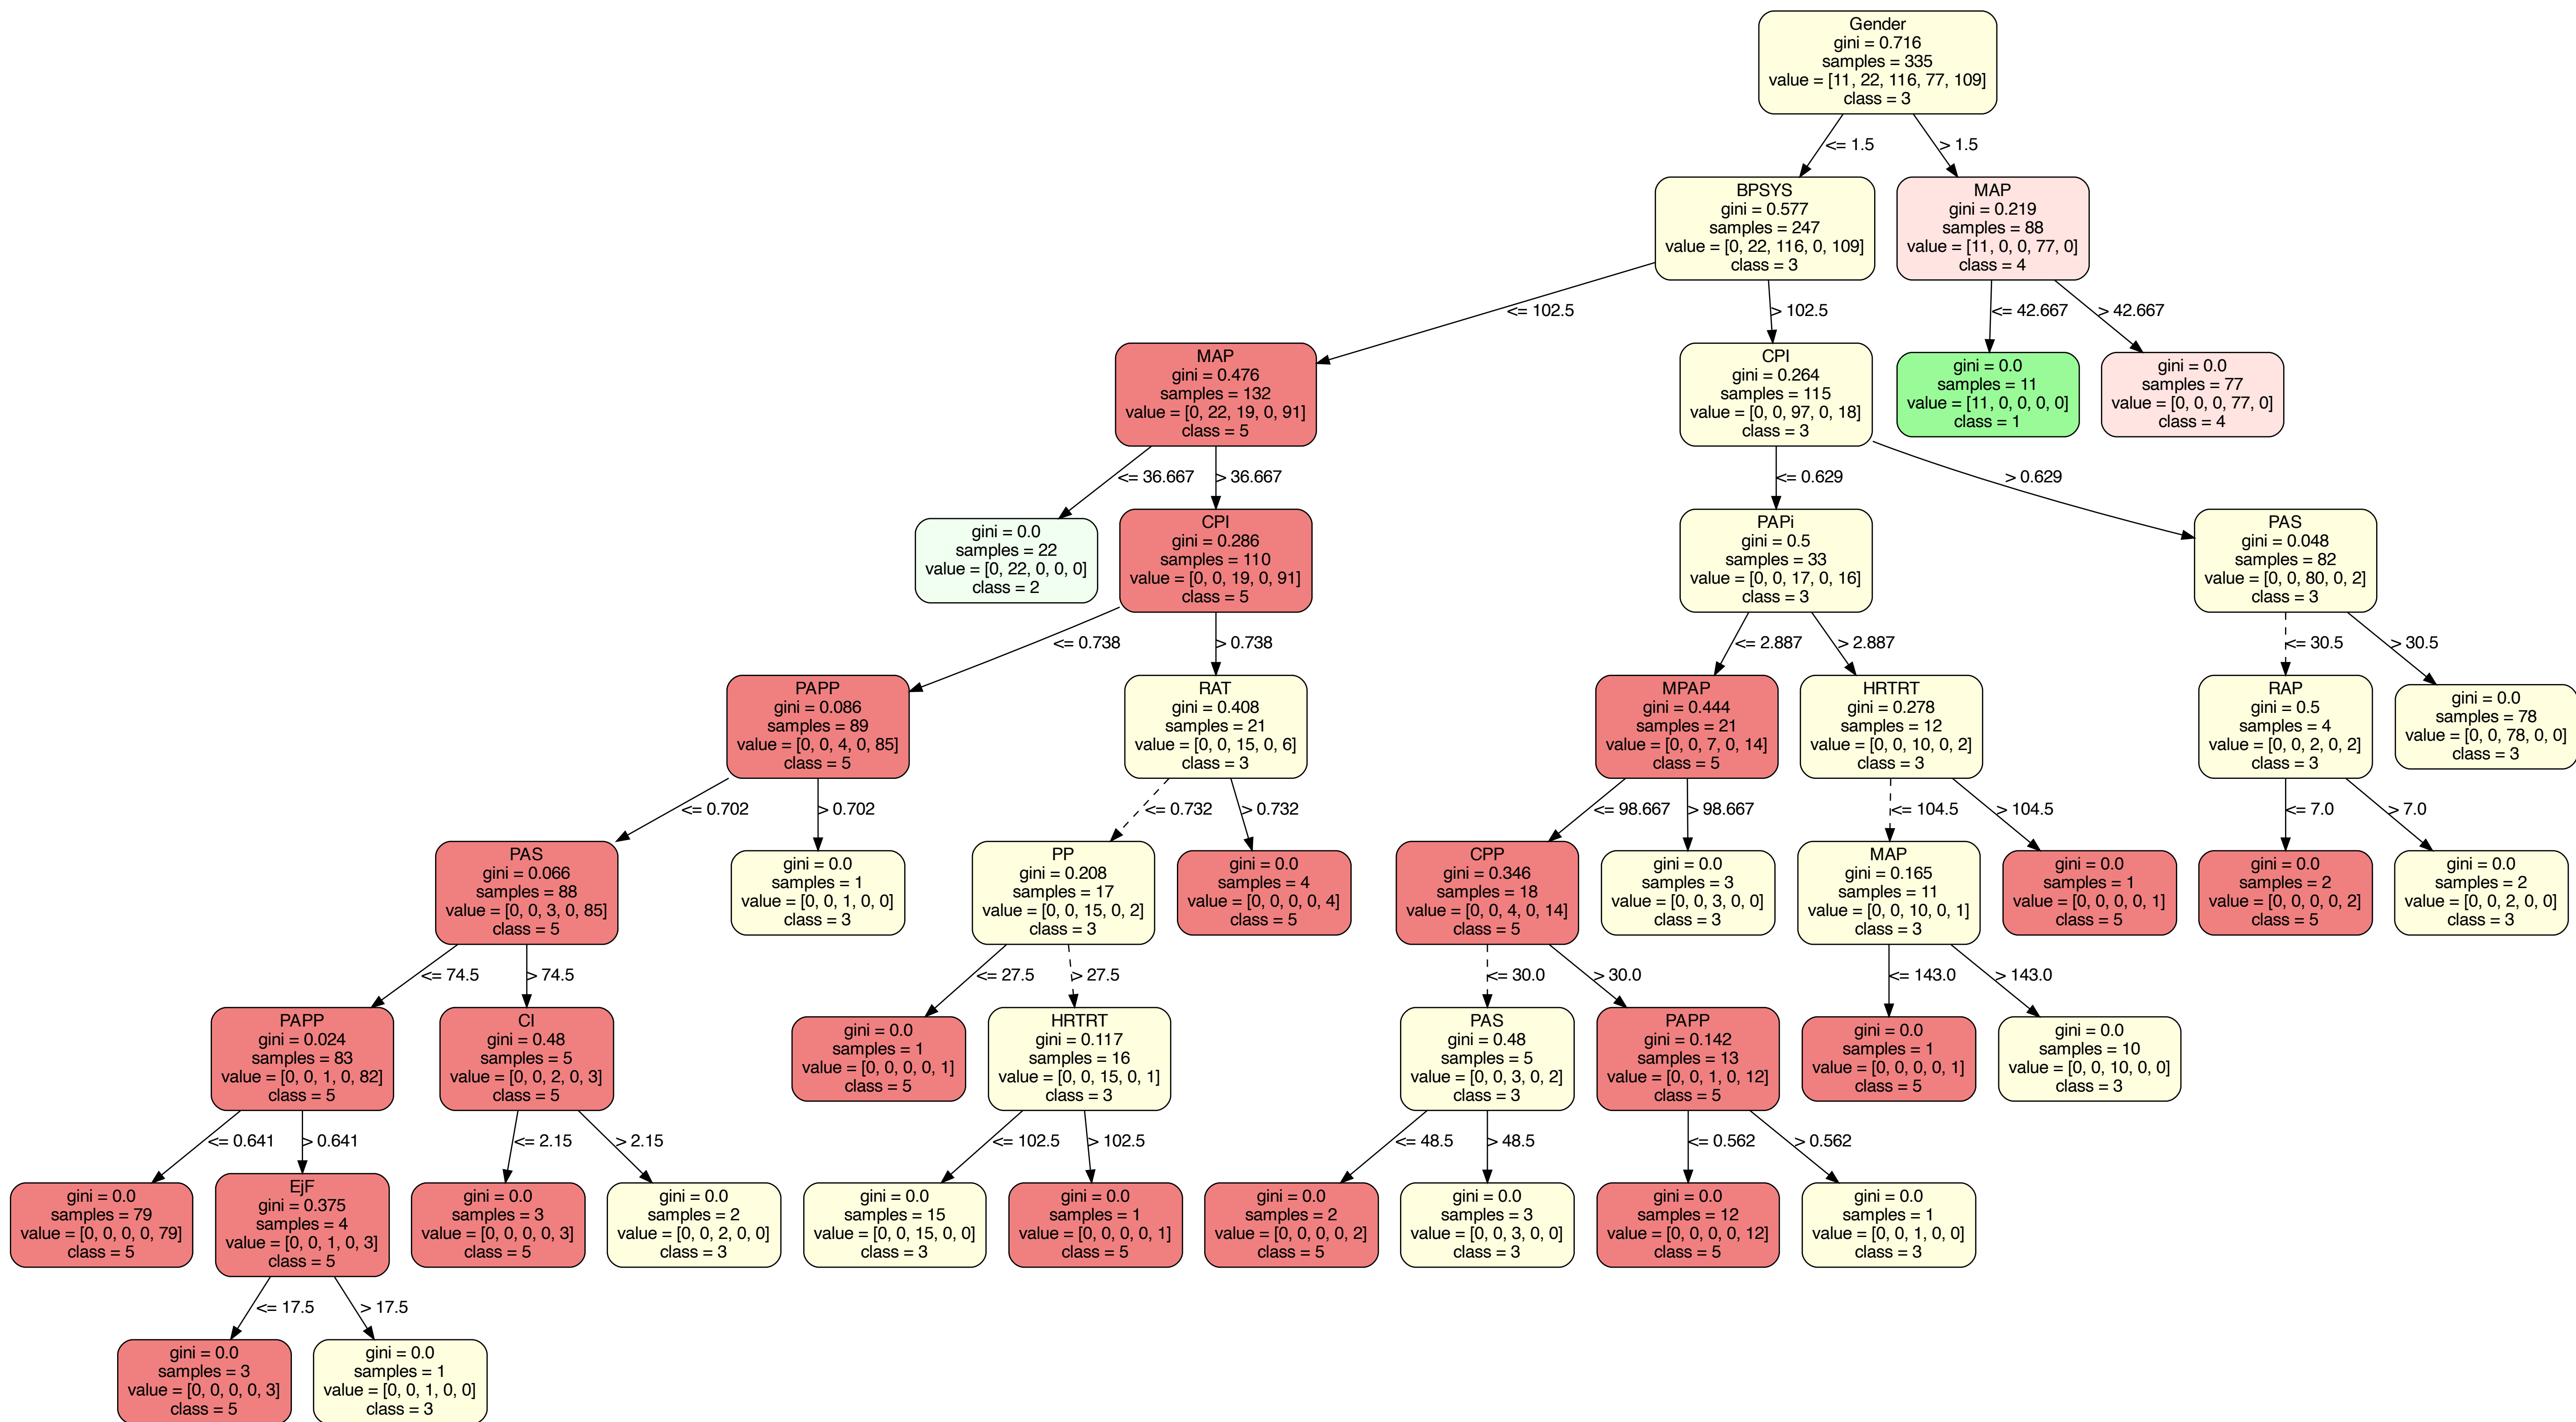 Gender
gini = 0.716
samples = 335
value = [11, 22, 116, 77, 109]
class = 3
<= 1.5
> 1.5
BPSYS
gini = 0.577
samples = 247
value = [0, 22, 116, 0, 109]
class = 3
MAP
gini = 0.219
samples = 88
value = [11, 0, 0, 77, 0]
class = 4
<= 102.5
> 102.5
<= 42.667
> 42.667
MAP
gini = 0.476
samples = 132
value = [0, 22, 19, 0, 91]
class = 5
CPI
gini = 0.264
samples = 115
value = [0, 0, 97, 0, 18]
class = 3
gini = 0.0
samples = 11
value = [11, 0, 0, 0, 0]
class = 1
gini = 0.0
samples = 77
value = [0, 0, 0, 77, 0]
class = 4
<= 36.667
> 36.667
<= 0.629
> 0.629
gini = 0.0
samples = 22
value = [0, 22, 0, 0, 0]
class = 2
CPI
gini = 0.286
samples = 110
value = [0, 0, 19, 0, 91]
class = 5
PAPi
gini = 0.5
samples = 33
value = [0, 0, 17, 0, 16]
class = 3
PAS
gini = 0.048
samples = 82
value = [0, 0, 80, 0, 2]
class = 3
<= 0.738
> 0.738
<= 2.887
> 2.887
<= 30.5
> 30.5
PAPP
gini = 0.086
samples = 89
value = [0, 0, 4, 0, 85]
class = 5
RAT
gini = 0.408
samples = 21
value = [0, 0, 15, 0, 6]
class = 3
MPAP
gini = 0.444
samples = 21
value = [0, 0, 7, 0, 14]
class = 5
HRTRT
gini = 0.278
samples = 12
value = [0, 0, 10, 0, 2]
class = 3
RAP
gini = 0.5
samples = 4
value = [0, 0, 2, 0, 2]
class = 3
gini = 0.0
samples = 78
value = [0, 0, 78, 0, 0]
class = 3
<= 0.702
> 0.702
<= 0.732
> 0.732
<= 98.667
> 98.667
<= 104.5
> 104.5
<= 7.0
> 7.0
PAS
gini = 0.066
samples = 88
value = [0, 0, 3, 0, 85]
class = 5
gini = 0.0
samples = 1
value = [0, 0, 1, 0, 0]
class = 3
PP
gini = 0.208
samples = 17
value = [0, 0, 15, 0, 2]
class = 3
gini = 0.0
samples = 4
value = [0, 0, 0, 0, 4]
class = 5
CPP
gini = 0.346
samples = 18
value = [0, 0, 4, 0, 14]
class = 5
gini = 0.0
samples = 3
value = [0, 0, 3, 0, 0]
class = 3
MAP
gini = 0.165
samples = 11
value = [0, 0, 10, 0, 1]
class = 3
gini = 0.0
samples = 1
value = [0, 0, 0, 0, 1]
class = 5
gini = 0.0
samples = 2
value = [0, 0, 0, 0, 2]
class = 5
gini = 0.0
samples = 2
value = [0, 0, 2, 0, 0]
class = 3
<= 74.5
> 74.5
<= 27.5
> 27.5
<= 30.0
> 30.0
<= 143.0
> 143.0
PAPP
gini = 0.024
samples = 83
value = [0, 0, 1, 0, 82]
class = 5
CI
gini = 0.48
samples = 5
value = [0, 0, 2, 0, 3]
class = 5
gini = 0.0
samples = 1
value = [0, 0, 0, 0, 1]
class = 5
HRTRT
gini = 0.117
samples = 16
value = [0, 0, 15, 0, 1]
class = 3
PAS
gini = 0.48
samples = 5
value = [0, 0, 3, 0, 2]
class = 3
PAPP
gini = 0.142
samples = 13
value = [0, 0, 1, 0, 12]
class = 5
gini = 0.0
samples = 1
value = [0, 0, 0, 0, 1]
class = 5
gini = 0.0
samples = 10
value = [0, 0, 10, 0, 0]
class = 3
<= 0.641
> 0.641
<= 2.15
> 2.15
<= 102.5
> 102.5
<= 48.5
> 48.5
<= 0.562
> 0.562
gini = 0.0
samples = 79
value = [0, 0, 0, 0, 79]
class = 5
EjF
gini = 0.375
samples = 4
value = [0, 0, 1, 0, 3]
class = 5
gini = 0.0
samples = 3
value = [0, 0, 0, 0, 3]
class = 5
gini = 0.0
samples = 2
value = [0, 0, 2, 0, 0]
class = 3
gini = 0.0
samples = 15
value = [0, 0, 15, 0, 0]
class = 3
gini = 0.0
samples = 1
value = [0, 0, 0, 0, 1]
class = 5
gini = 0.0
samples = 2
value = [0, 0, 0, 0, 2]
class = 5
gini = 0.0
samples = 3
value = [0, 0, 3, 0, 0]
class = 3
gini = 0.0
samples = 12
value = [0, 0, 0, 0, 12]
class = 5
gini = 0.0
samples = 1
value = [0, 0, 1, 0, 0]
class = 3
<= 17.5
> 17.5
gini = 0.0
samples = 3
value = [0, 0, 0, 0, 3]
class = 5
gini = 0.0
samples = 1
value = [0, 0, 1, 0, 0]
class = 3